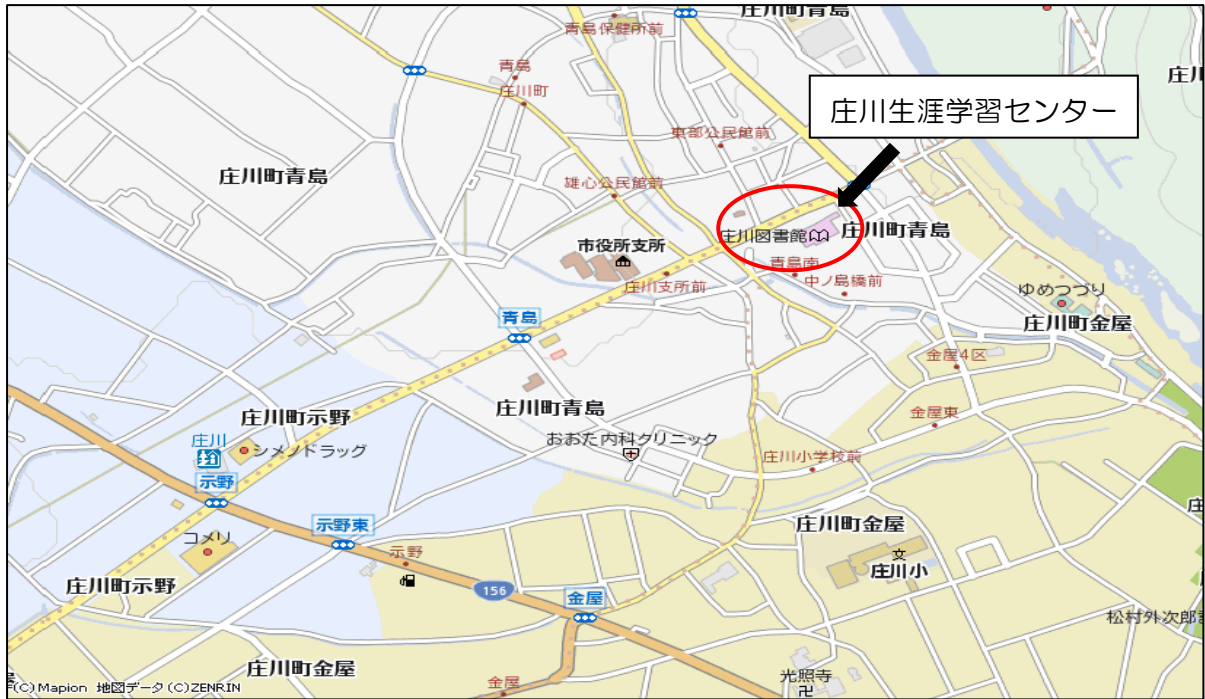 庄川町青島
青島保健所前
青島
庄川町
庄川生涯学習センター
東部公民館前
庄川町青島
雄心公民館前
庄川図書館
庄川町青島
市役所支所
青島南
中ノ島橋前
庄川支所前
ゆめつづり
青島
庄川町金屋
金屋4区
庄川町示野
庄川町青島
金屋東
庄川
シメノドラッグ
おおた内科クリニック
庄川小学校前
示野
示野東
庄川町金屋
コメリ
示野
文
庄川小
庄川町示野
156
金屋
松村外次郎
庄川町金屋
光照寺
金屋
(C) Mapion 地図データ (C)ZENRIN